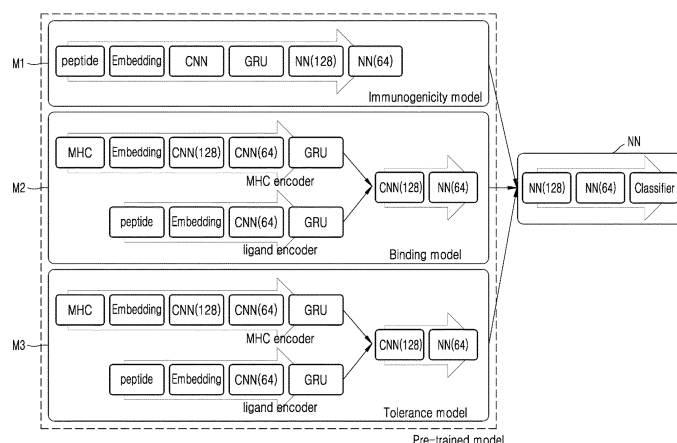 M1
peptide Embedding CNN GRU NN(128) NN(64)
Immunogenicity model
M2
MHC Embedding CNN(128) CNN(64) GRU
MHC encoder
peptide Embedding CNN(64) GRU
ligand encoder
CNN(128) NN(64)
Binding model
M3
MHC Embedding CNN(128) CNN(64) GRU
MHC encoder
peptide Embedding CNN(64) GRU
ligand encoder
CNN(128) NN(64)
Tolerance model
Pre-trained model
NN
NN(128) NN(64) Classifier